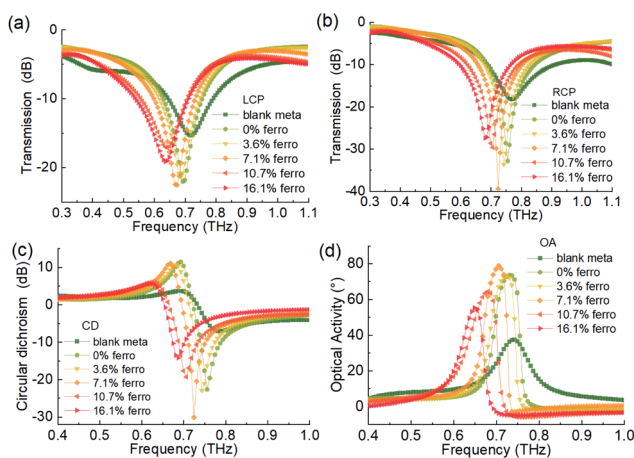 (a)
0
-10
-20
Transmission (dB)
LCP
blank meta
0% ferro
3.6% ferro
7.1% ferro
10.7% ferro
16.1% ferro
0.3 0.4 0.5 0.6 0.7 0.8 0.9 1.0 1.1
Frequency (THz)
(b)
0
-10
-20
-30
-40
Transmission (dB)
RCP
blank meta
0% ferro
3.6% ferro
7.1% ferro
10.7% ferro
16.1% ferro
0.3 0.4 0.5 0.6 0.7 0.8 0.9 1.0 1.1
Frequency (THz)
(c)
10
0
-10
-20
-30
Circular dichroism (dB)
CD
blank meta
0% ferro
3.6% ferro
7.1% ferro
10.7% ferro
16.1% ferro
0.4 0.5 0.6 0.7 0.8 0.9 1.0
Frequency (THz)
(d)
80
60
40
20
0
Optical Activity (°)
OA
blank meta
0% ferro
3.6% ferro
7.1% ferro
10.7% ferro
16.1% ferro
0.4 0.5 0.6 0.7 0.8 0.9 1.0
Frequency (THz)